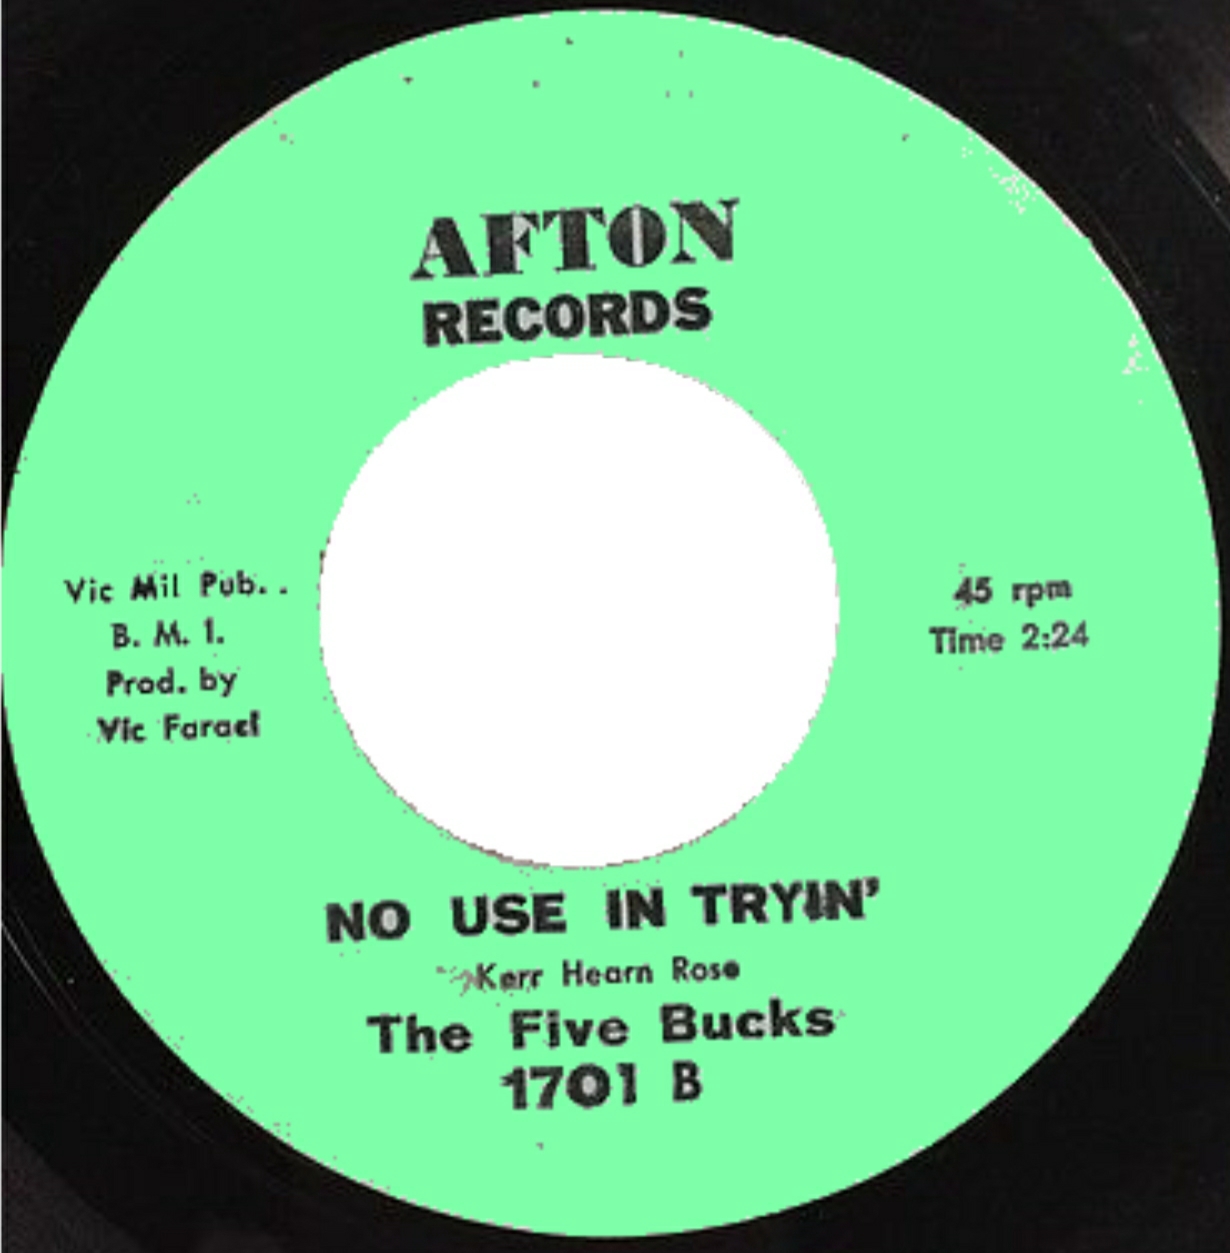 AFTON
RECORDS
Vic Mil Pub. .
B. M. I.
Prod. by
Vic Faraci
45 rpm
Time 2:24
NO USE IN TRYIN'
Kerr Hearn Rose
The Five Bucks
1701 B